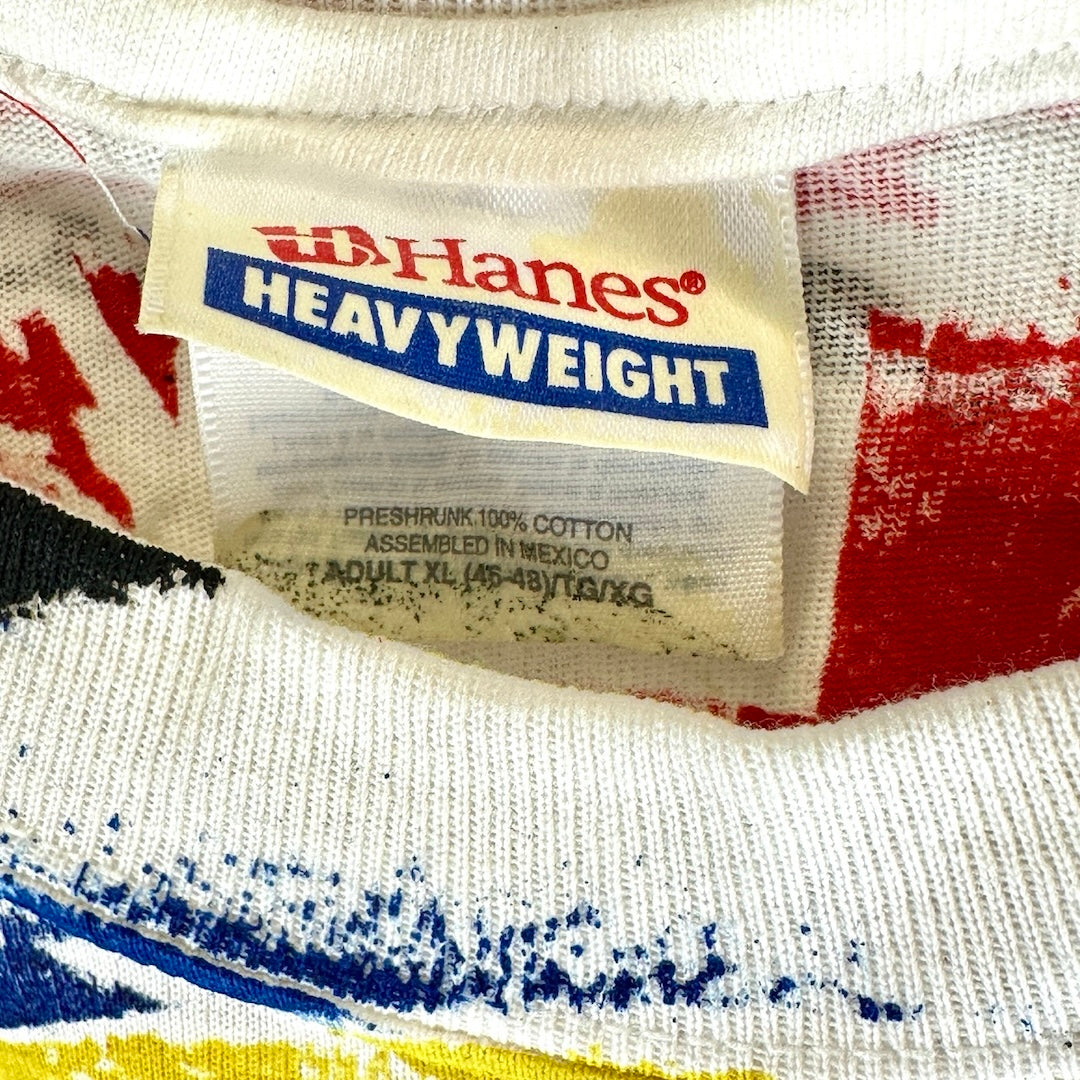 Hanes®
HEAVYWEIGHT
PRESHRUNK 100% COTTON
ASSEMBLED IN MEXICO
ADULT XL (46-48)/TG/XG